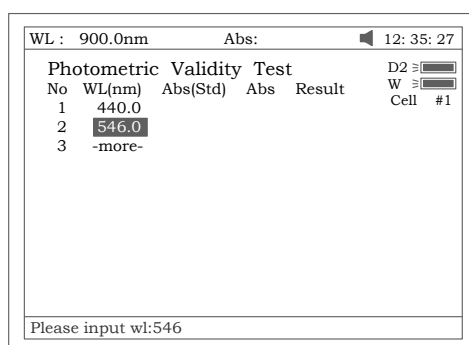 WL : 900.0nm Abs: 12: 35: 27
Photometric Validity Test
D2
No WL(nm) Abs(Std) Abs Result
W
1 440.0
Cell #1
2 546.0
3 -more-
Please input wl:546